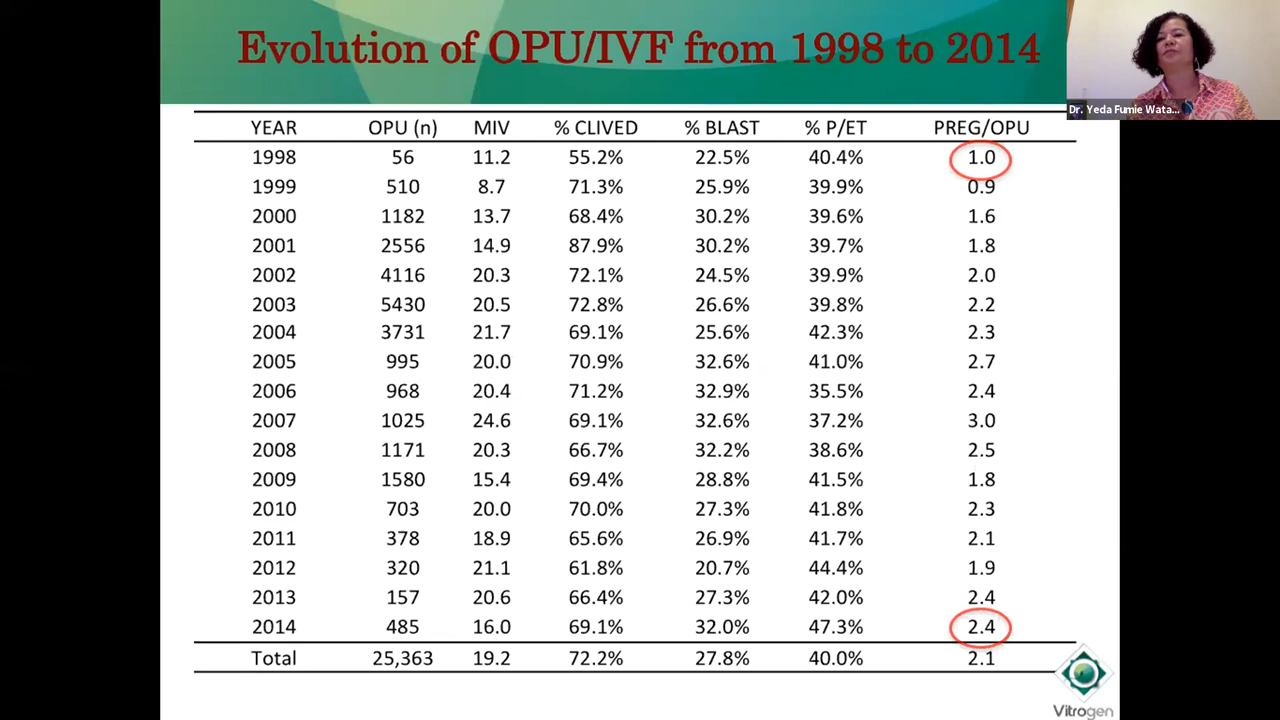 Evolution of OPU/IVF from 1998 to 2014
Dr. Yeda Fumie Wata...
YEAR OPU (n) MIV % CLIVED % BLAST % P/ET PREG/OPU
1998 56 11.2 55.2% 22.5% 40.4% 1.0
1999 510 8.7 71.3% 25.9% 39.9% 0.9
2000 1182 13.7 68.4% 30.2% 39.6% 1.6
2001 2556 14.9 87.9% 30.2% 39.7% 1.8
2002 4116 20.3 72.1% 24.5% 39.9% 2.0
2003 5430 20.5 72.8% 26.6% 39.8% 2.2
2004 3731 21.7 69.1% 25.6% 42.3% 2.3
2005 995 20.0 70.9% 32.6% 41.0% 2.7
2006 968 20.4 71.2% 32.9% 35.5% 2.4
2007 1025 24.6 69.1% 32.6% 37.2% 3.0
2008 1171 20.3 66.7% 32.2% 38.6% 2.5
2009 1580 15.4 69.4% 28.8% 41.5% 1.8
2010 703 20.0 70.0% 27.3% 41.8% 2.3
2011 378 18.9 65.6% 26.9% 41.7% 2.1
2012 320 21.1 61.8% 20.7% 44.4% 1.9
2013 157 20.6 66.4% 27.3% 42.0% 2.4
2014 485 16.0 69.1% 32.0% 47.3% 2.4
Total 25,363 19.2 72.2% 27.8% 40.0% 2.1
Vitrogen